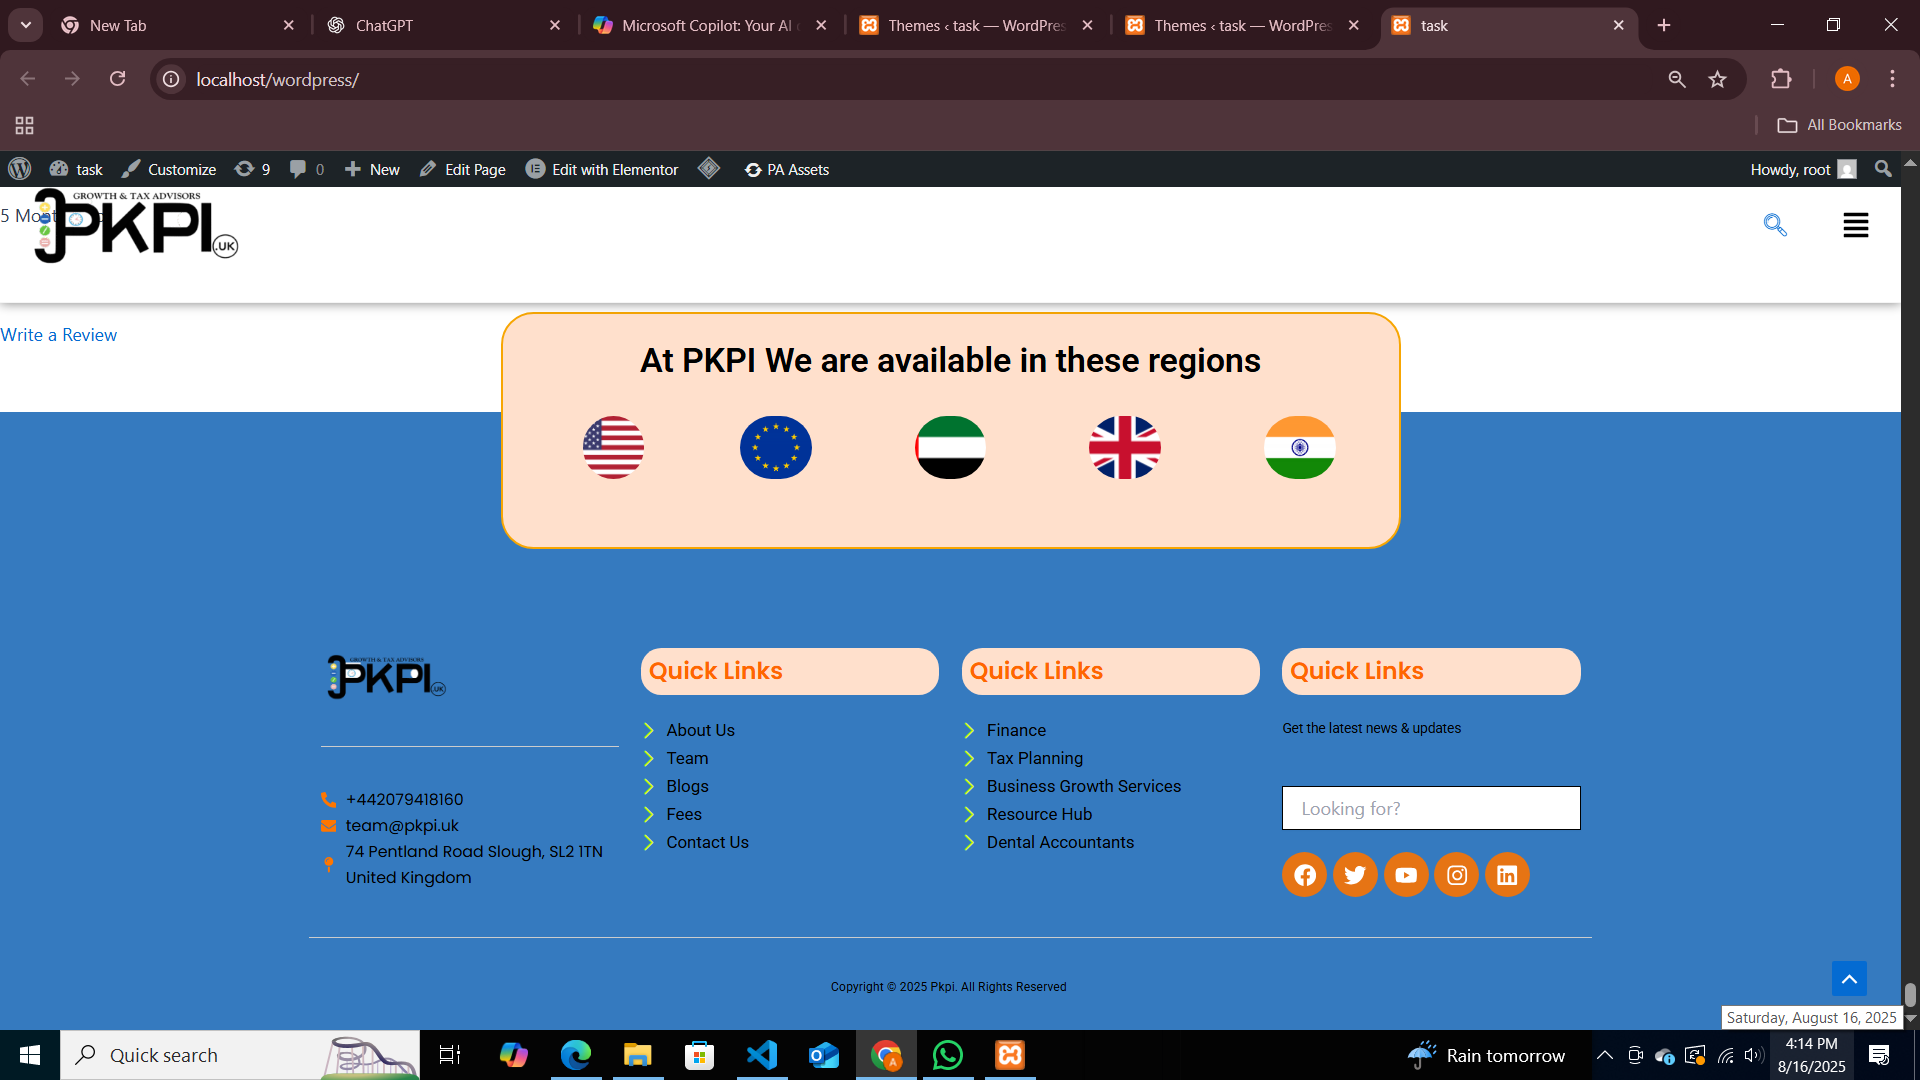 New Tab
ChatGPT
Microsoft Copilot: Your AI
Themes ‹ task — WordPres
Themes ‹ task — WordPres
task
localhost/wordpress/
A
All Bookmarks
task
Customize
9
0
New
Edit Page
Edit with Elementor
PA Assets
Howdy, root
GROWTH & TAX ADVISORS
PKPI
.UK
5 Mont
Write a Review
At PKPI We are available in these regions
GROWTH & TAX ADVISORS
PKPI
UK
+442079418160
team@pkpi.uk
74 Pentland Road Slough, SL2 1TN
United Kingdom
Quick Links
About Us
Team
Blogs
Fees
Contact Us
Quick Links
Finance
Tax Planning
Business Growth Services
Resource Hub
Dental Accountants
Quick Links
Get the latest news & updates
Looking for?
Copyright © 2025 Pkpi. All Rights Reserved
Saturday, August 16, 2025
Quick search
A
Rain tomorrow
4:14 PM
8/16/2025